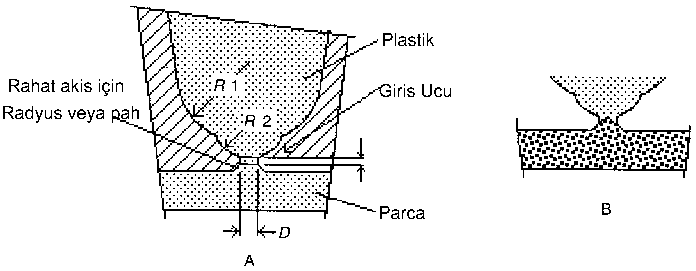 Plastik
Rahat akis için
Radyus veya pah
R 1
Giris Ucu
R 2
Parca
D
A
B